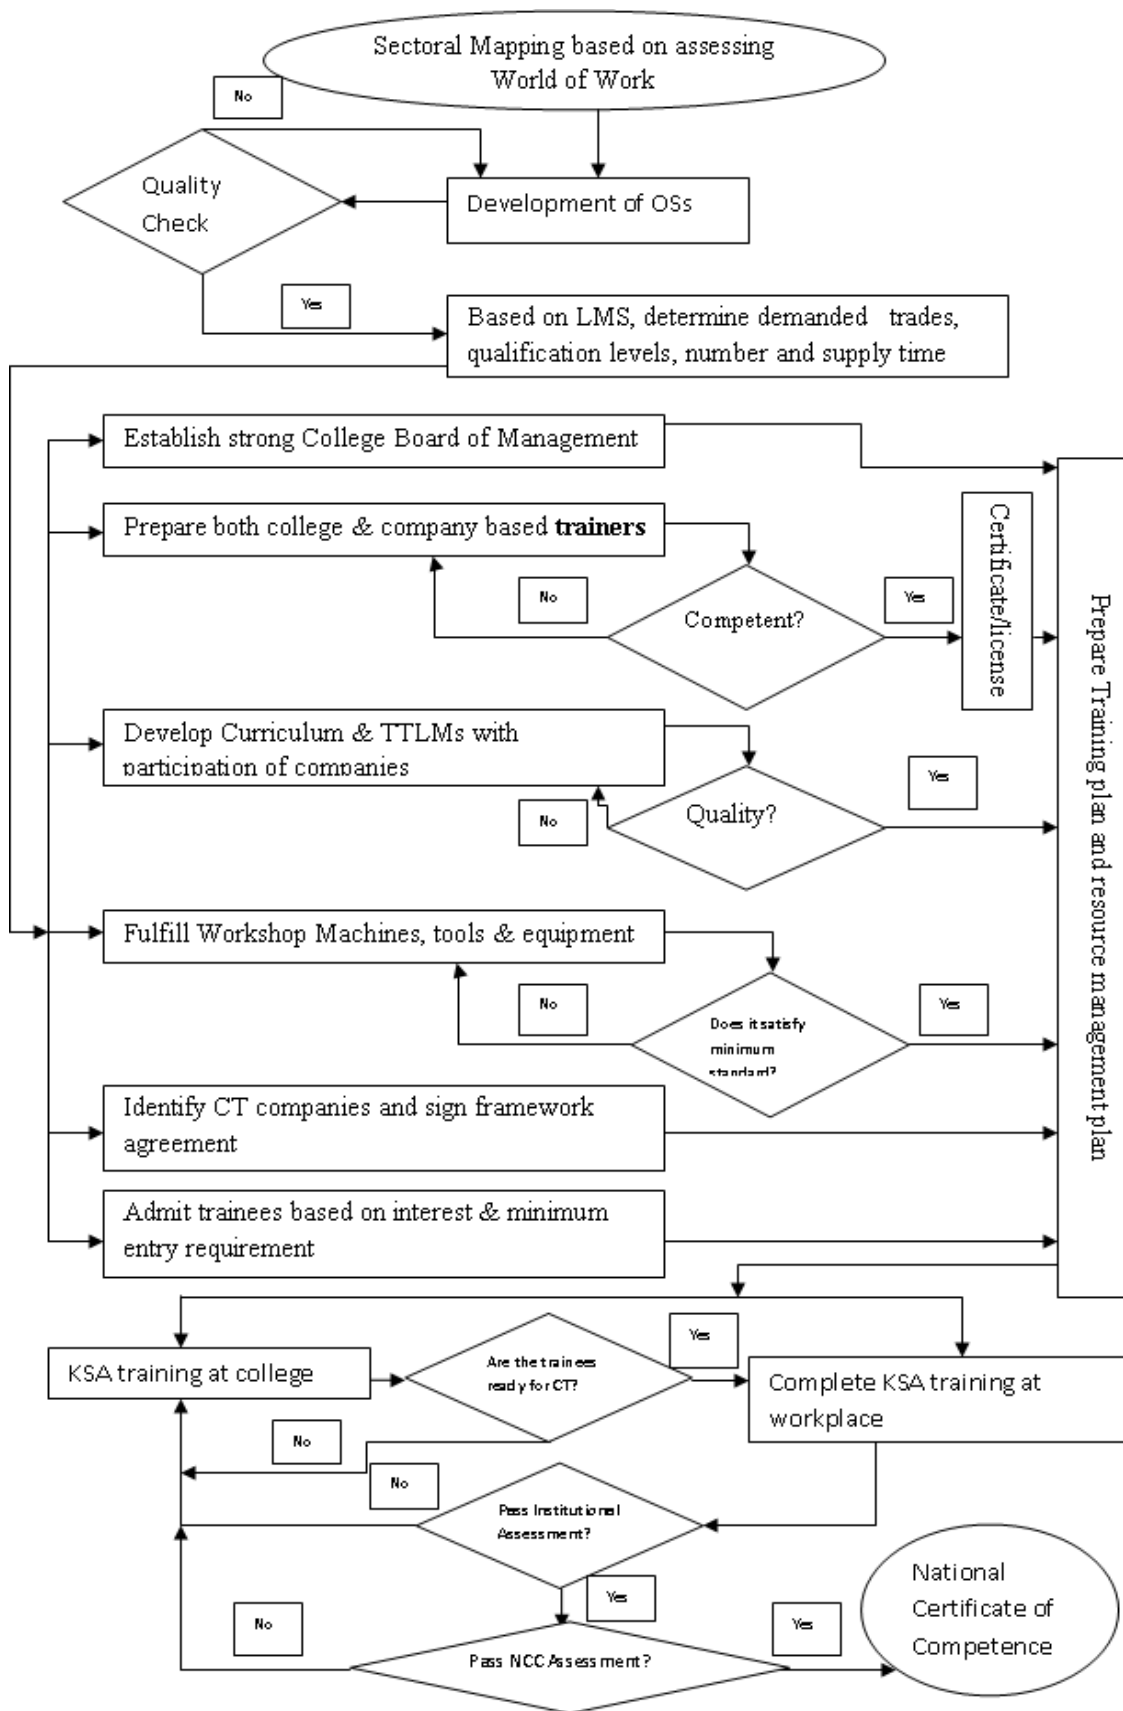 Sectoral Mapping based on assessing
World of Work
No
Quality
Check
Development of OSs
Yes
Based on LMS, determine demanded trades,
qualification levels, number and supply time
Establish strong College Board of Management
Prepare both college & company based trainers
No
Competent?
Yes
Certificate/license
Prepare Training plan and resource management plan
Develop Curriculum & TTLMs with
participation of companies
No
Quality?
Yes
Fulfill Workshop Machines, tools & equipment
No
Does it satisfy
minimum
standard?
Yes
Identify CT companies and sign framework
agreement
Admit trainees based on interest & minimum
entry requirement
KSA training at college
Are the trainees
ready for CT?
Yes
Complete KSA training at
workplace
No
No
Pass Institutional
Assessment?
Yes
No
Pass NCC Assessment?
Yes
National
Certificate of
Competence